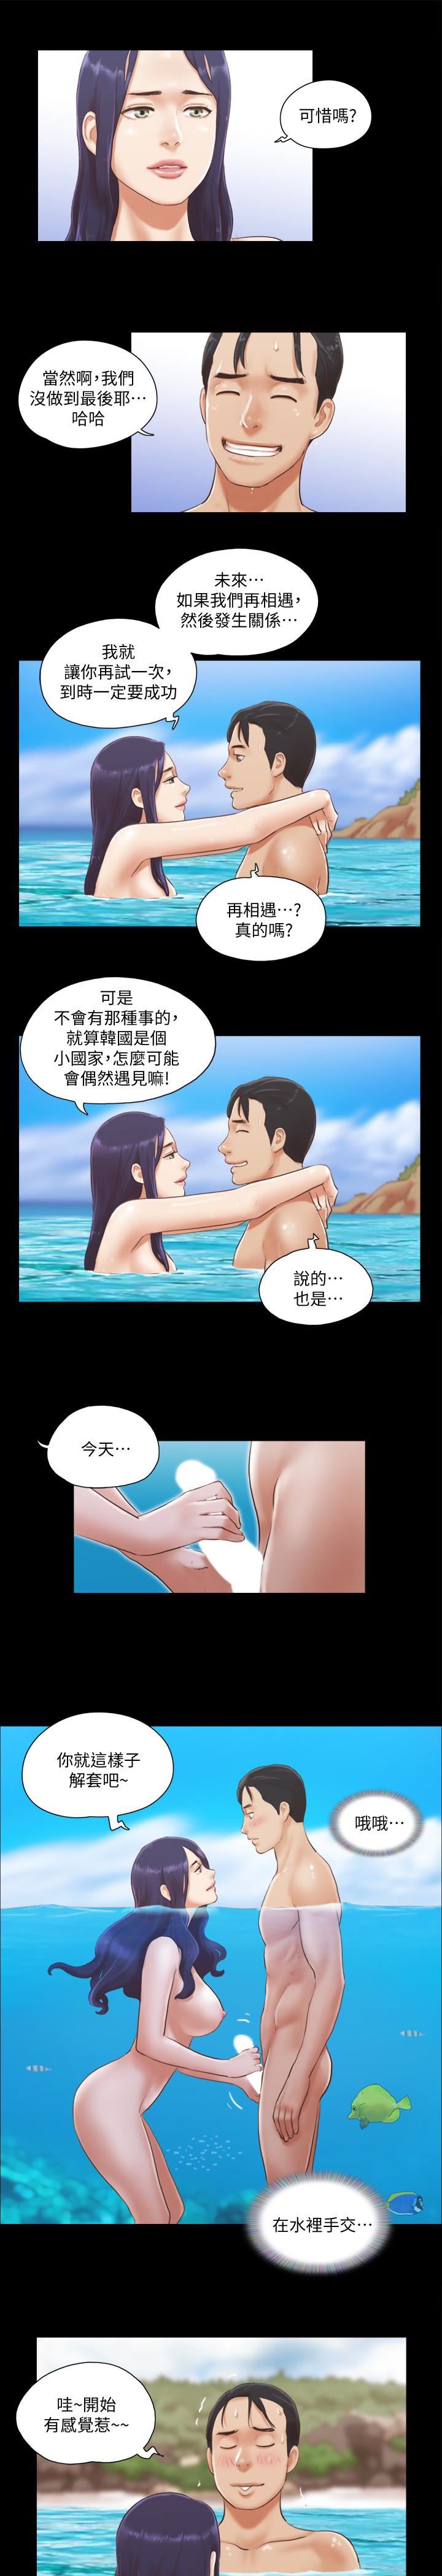 可惜嗎?
當然啊,我們
沒做到最後耶…
哈哈
未來…
如果我們再相遇,
然後發生關係…
我就
讓你再試一次,
到時一定要成功
再相遇…?
真的嗎?
可是
不會有那種事的,
就算韓國是個
小國家,怎麼可能
會偶然遇見嘛!
說的…
也是…
今天…
你就這樣子
解套吧~
哦哦…
在水裡手交…
哇~開始
有感覺惹~~